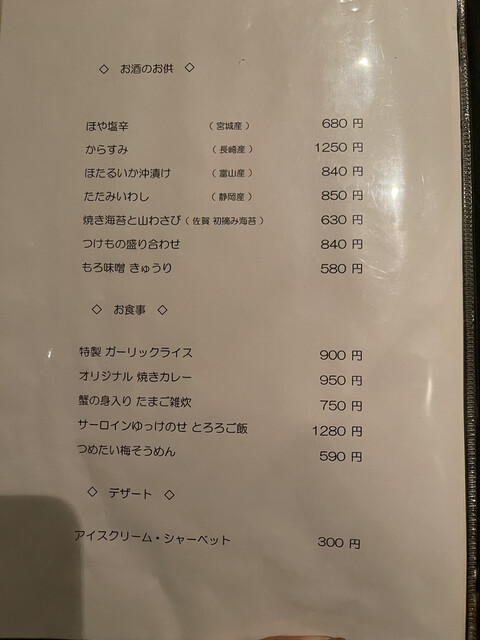 ◇ お酒のお供 ◇
ほや塩辛 （宮城産） 680 円
からすみ （長崎産） 1250 円
ほたるいか沖漬け （富山産） 840 円
たたみいわし （静岡産） 850 円
焼き海苔と山わさび（佐賀 初摘み海苔） 630 円
つけもの盛り合わせ 840 円
もろ味噌 きゅうり 580 円
◇ お食事 ◇
特製 ガーリックライス 900 円
オリジナル 焼きカレー 950 円
蟹の身入り たまご雑炊 750 円
サーロインゆっけのせ とろろご飯 1280 円
つめたい梅そうめん 590 円
◇ デザート ◇
アイスクリーム・シャーベット 300 円